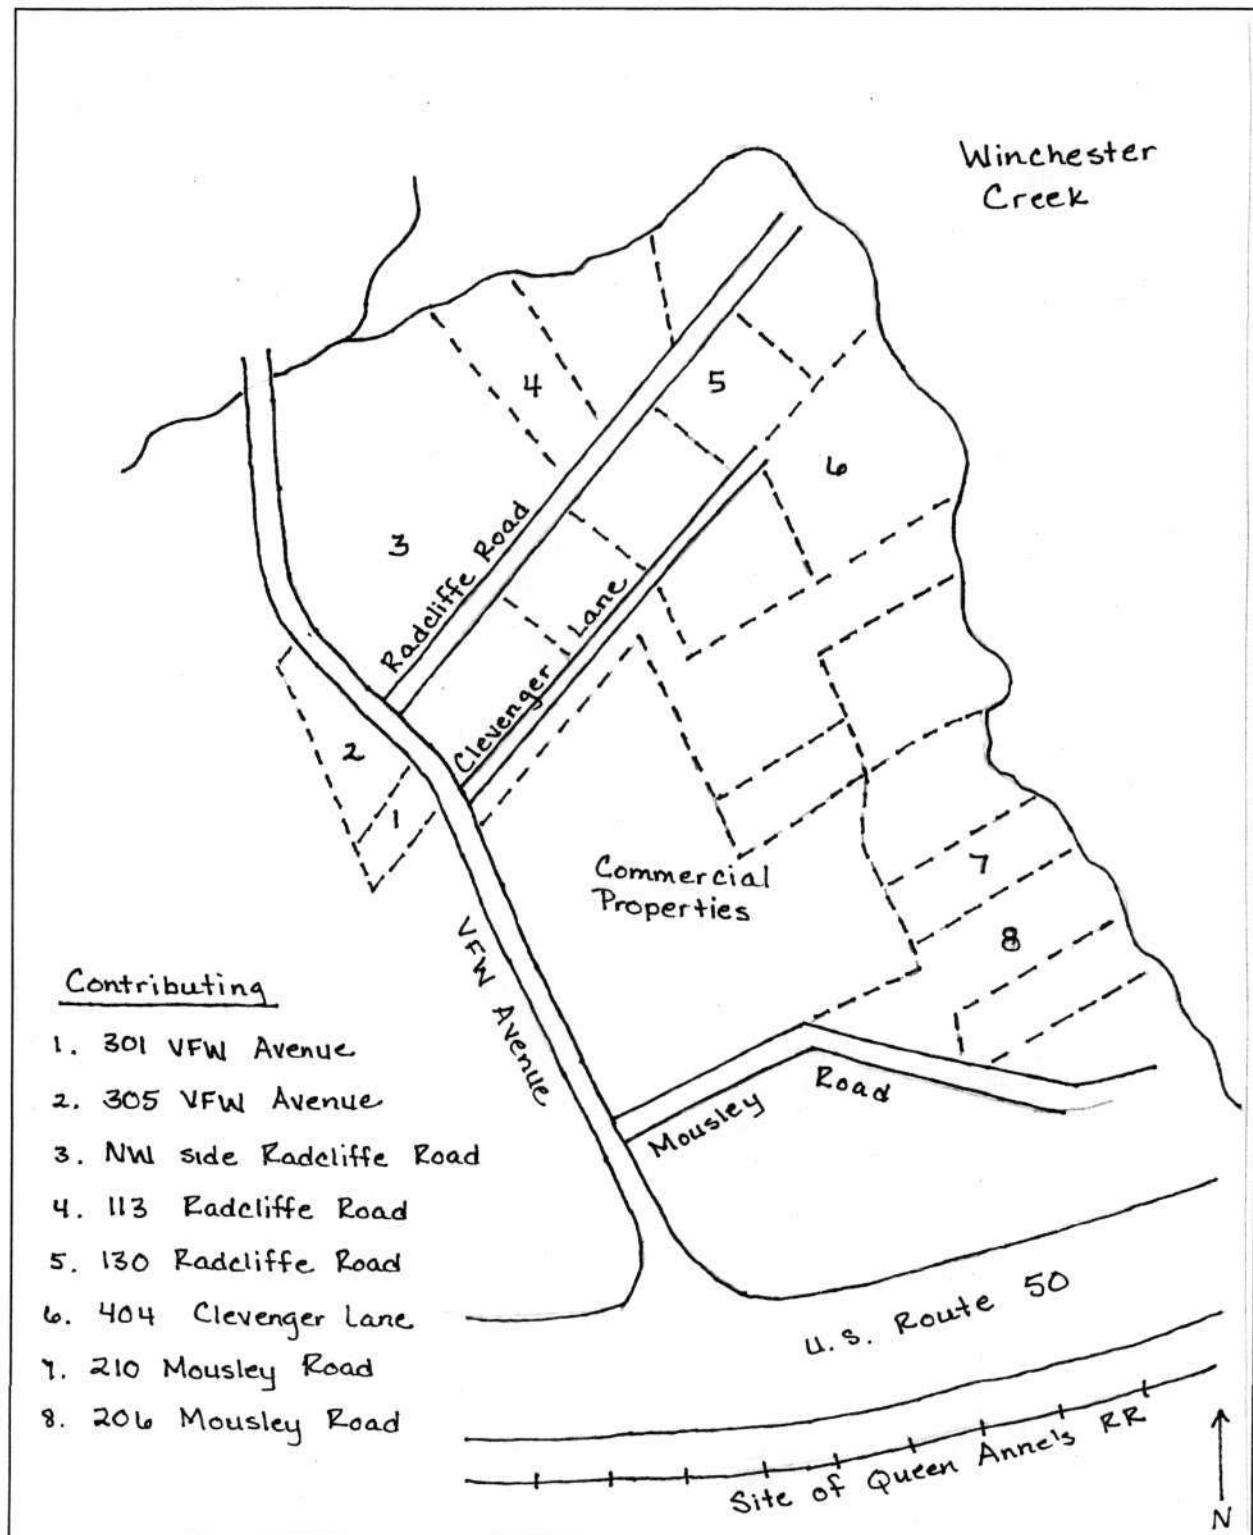 Winchester
Creek
4
5
6
3
Radcliffe Road
Clevenger Lane
2
1
7
Commercial
Properties
8
VFW Avenue
Contributing
1. 301 VFW Avenue
2. 305 VFW Avenue
3. NW side Radcliffe Road
4. 113 Radcliffe Road
5. 130 Radcliffe Road
6. 404 Clevenger Lane
7. 210 Mousley Road
8. 206 Mousley Road
Mousley Road
U.S. Route 50
Site of Queen Anne's RR
N